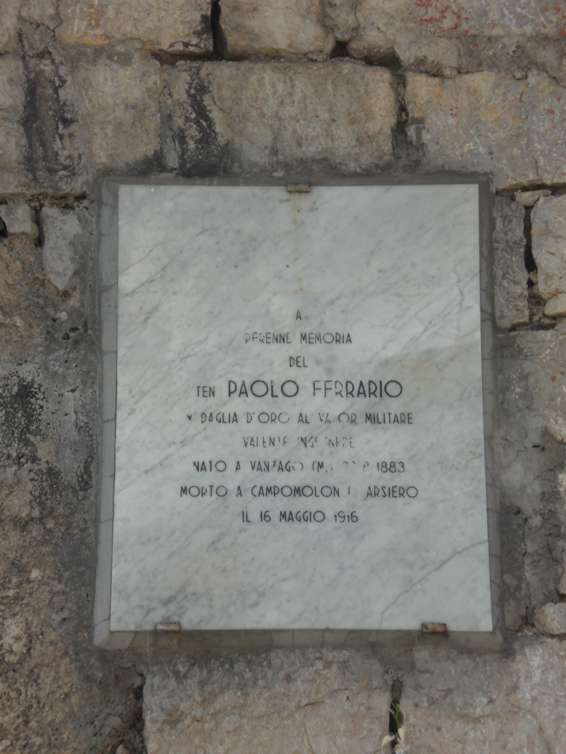 A
PERENNE MEMORIA
DEL
TEN PAOLO FERRARIO
D'ORO AL VALOR MILITARE
VALENTE
NATO A VANZAGO 1883
MORTO A CAMPOMOLON ARSIERO
IL 16 MAGGIO 1916